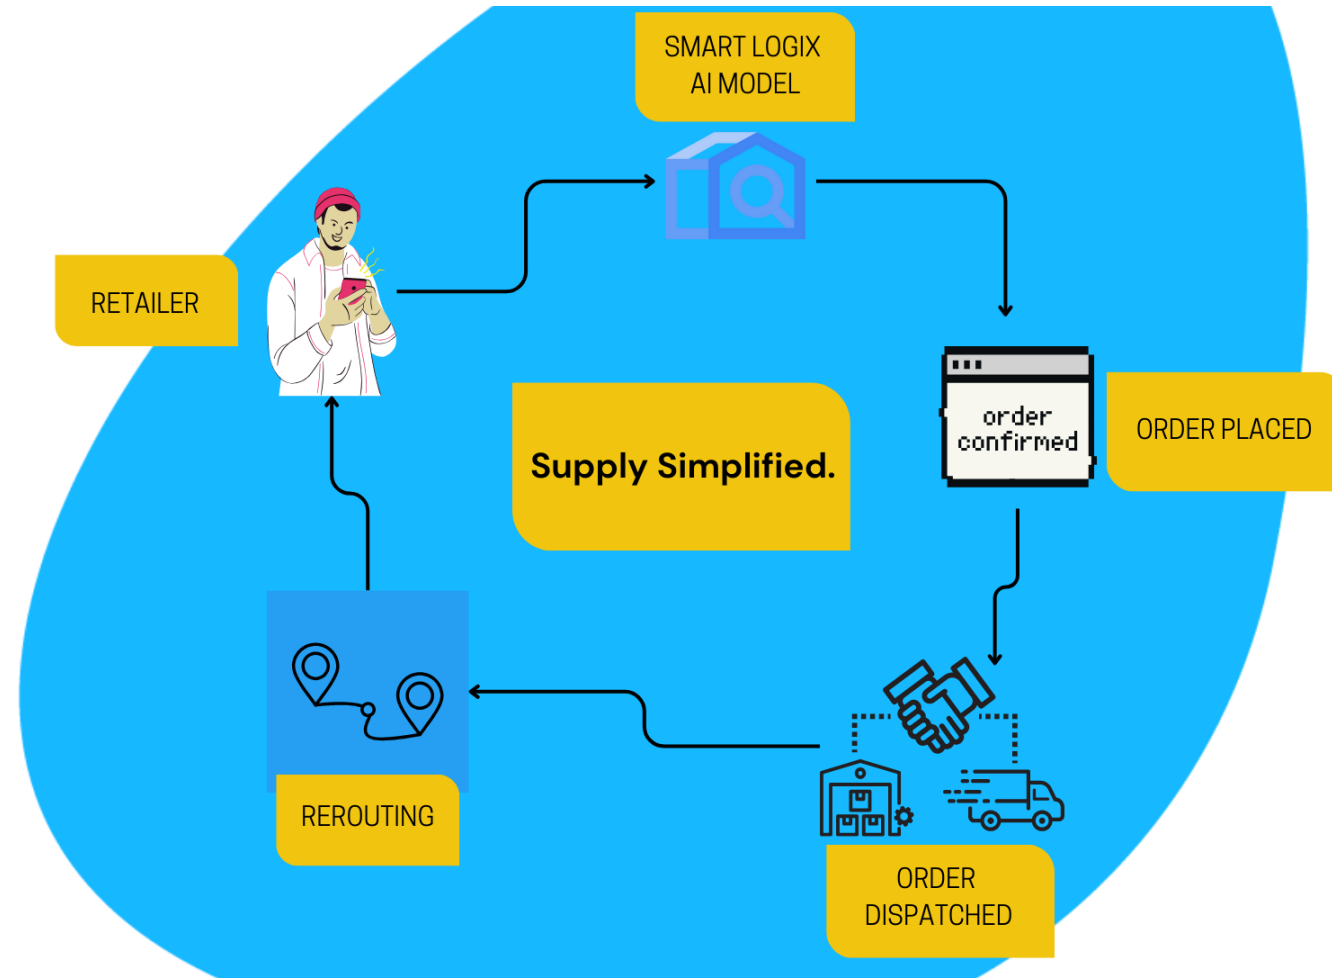 SMART LOGIX
AI MODEL
RETAILER
order
confirmed
ORDER PLACED
Supply Simplified.
REROUTING
ORDER
DISPATCHED